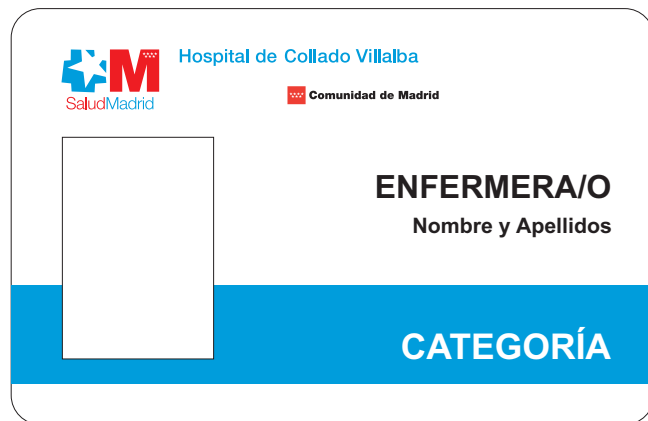 Hospital de Collado Villalba
SaludMadrid
Comunidad de Madrid
ENFERMERA/O
Nombre y Apellidos
CATEGORÍA